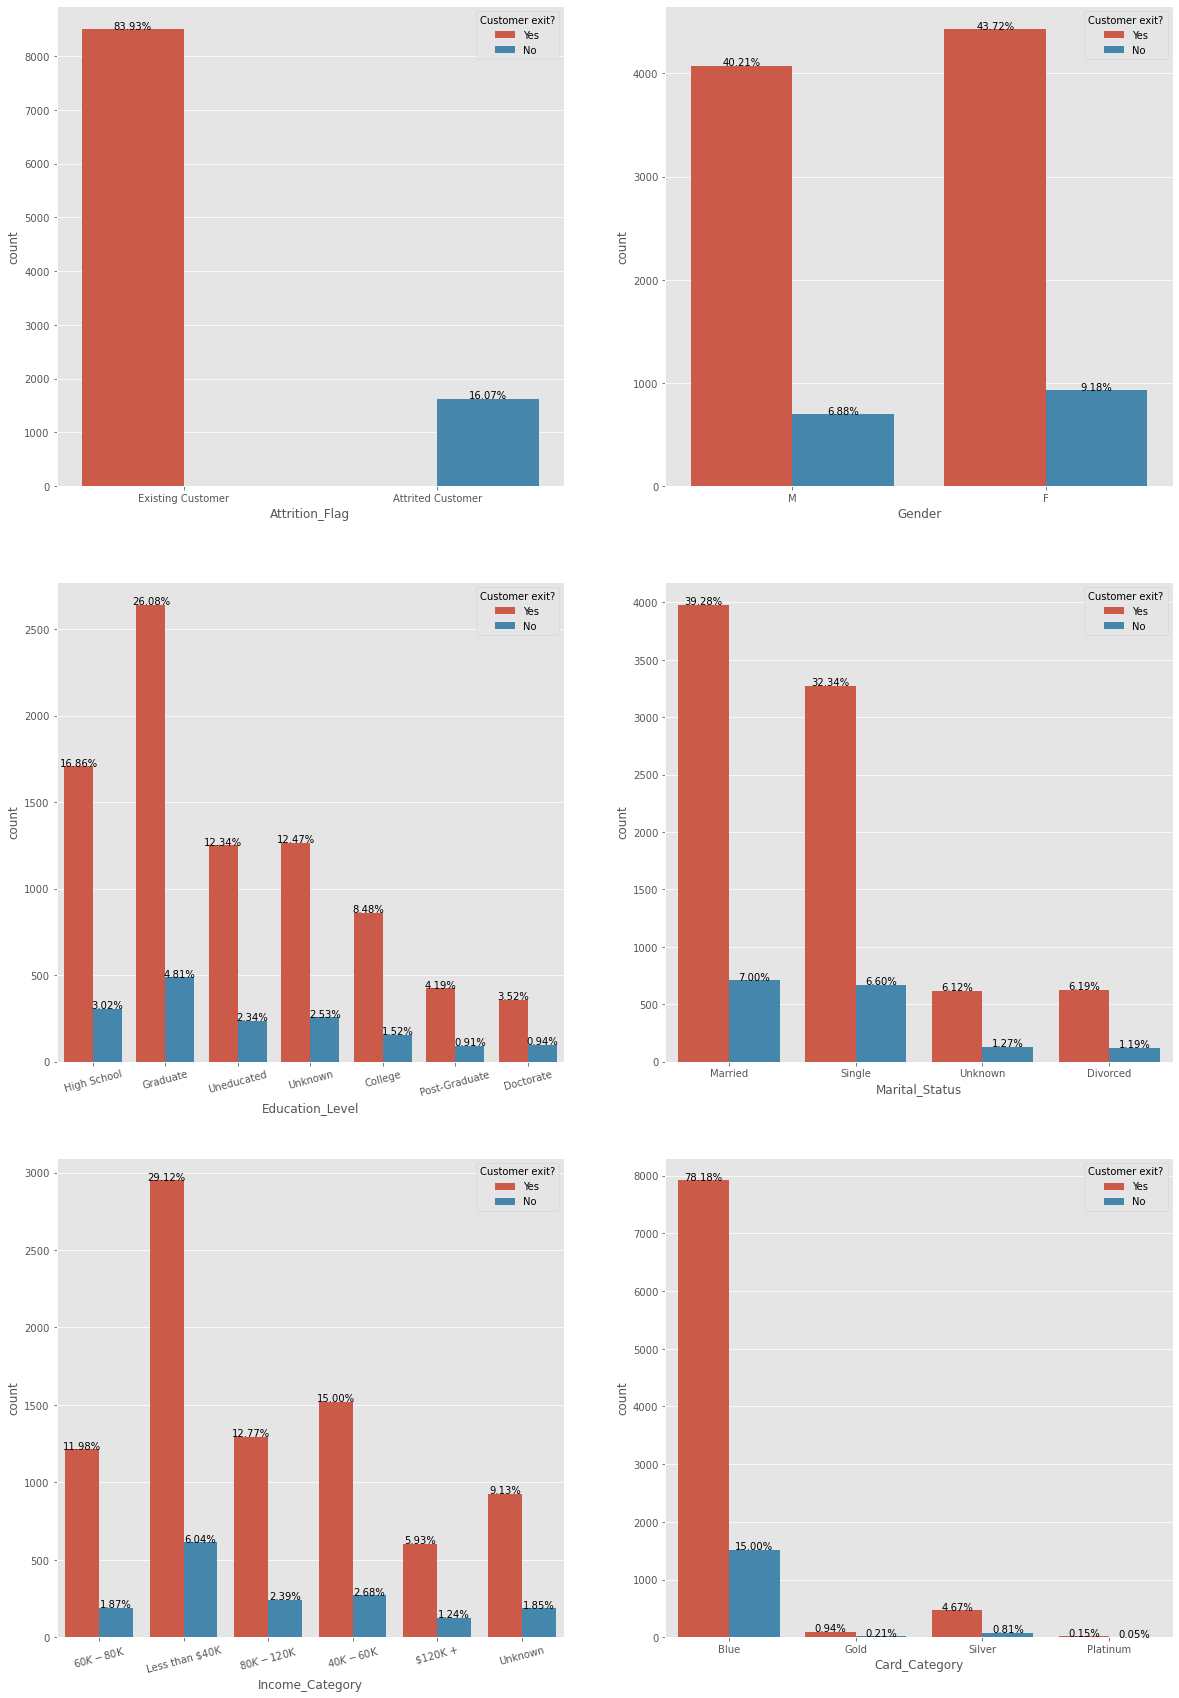 83.93%
Customer exit?
Yes
No
8000
7000
6000
5000
4000
3000
2000
1000
0
count
16.07%
Existing Customer
Attrited Customer
Attrition_Flag
40.21%
43.72%
Customer exit?
Yes
No
4000
3000
2000
1000
0
count
6.88%
9.18%
M
F
Gender
26.08%
Customer exit?
Yes
No
2500
2000
1500
1000
500
0
count
16.86%
12.34%
12.47%
8.48%
4.19%
3.52%
3.02%
4.81%
2.34%
2.53%
1.52%
0.91%
0.94%
High School
Graduate
Uneducated
Unknown
College
Post-Graduate
Doctorate
Education_Level
39.28%
Customer exit?
Yes
No
4000
3500
3000
2500
2000
1500
1000
500
0
count
32.34%
7.00%
6.60%
6.12%
1.27%
6.19%
1.19%
Married
Single
Unknown
Divorced
Marital_Status
29.12%
Customer exit?
Yes
No
3000
2500
2000
1500
1000
500
0
count
11.98%
12.77%
15.00%
5.93%
9.13%
1.87%
6.04%
2.39%
2.68%
1.24%
1.85%
60K − 80K
Less than $40K
80K − 120K
40K − 60K
$120K +
Unknown
Income_Category
78.18%
Customer exit?
Yes
No
8000
7000
6000
5000
4000
3000
2000
1000
0
count
15.00%
0.94%
0.21%
4.67%
0.81%
0.15%
0.05%
Blue
Gold
Silver
Platinum
Card_Category